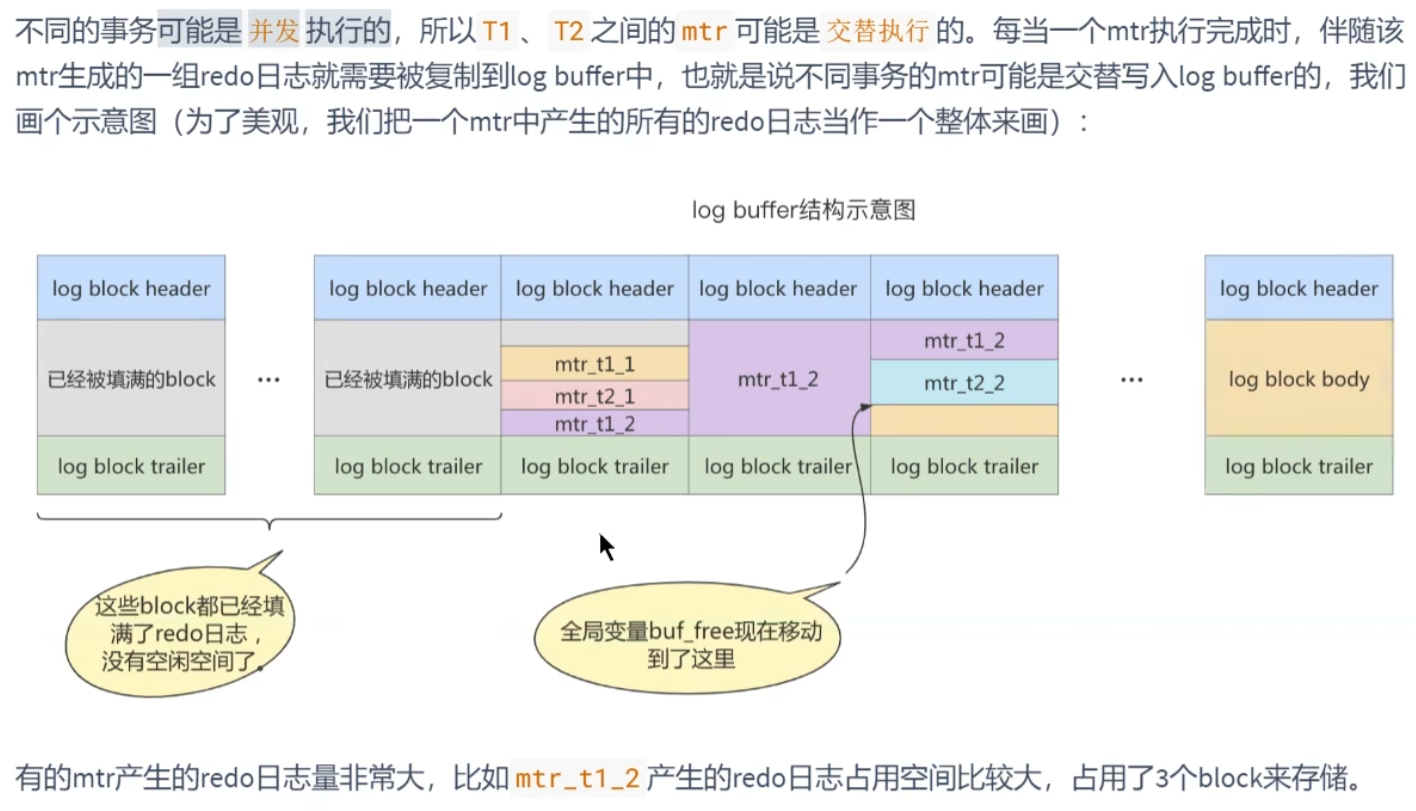 不同的事务可能是 并发 执行的，所以 T1 、 T2 之间的 mtr 可能是 交替执行 的。每当一个mtr执行完成时，伴随该
mtr生成的一组redo日志就需要被复制到log buffer中，也就是说不同事务的mtr可能是交替写入log buffer的，我们
画个示意图（为了美观，我们把一个mtr中产生的所有的redo日志当作一个整体来画）：
log buffer结构示意图
log block header
log block header
log block header
log block header
log block header
log block header
已经被填满的block
...
已经被填满的block
mtr_t1_1
mtr_t2_1
mtr_t1_2
mtr_t1_2
mtr_t1_2
mtr_t2_2
...
log block body
log block trailer
log block trailer
log block trailer
log block trailer
log block trailer
log block trailer
这些block都已经填
满了redo日志，
没有空闲空间了。
全局变量buf_free现在移动
到了这里
有的mtr产生的redo日志量非常大，比如 mtr_t1_2 产生的redo日志占用空间比较大，占用了3个block来存储。